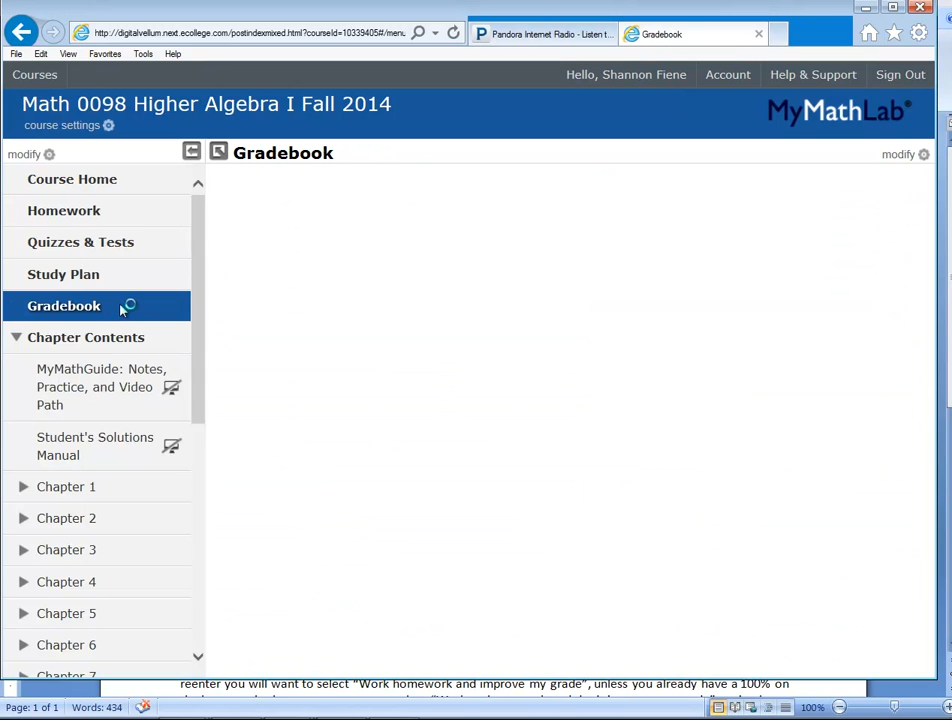 http://digitalvellum.next.ecollege.com/postindexmixed.html?courseId=10339405#/menu
Pandora Internet Radio - Listen t...
Gradebook
File Edit View Favorites Tools Help
Courses
Hello, Shannon Fiene Account Help & Support Sign Out
Math 0098 Higher Algebra I Fall 2014
MyMathLab®
course settings
modify
Gradebook
modify
Course Home
Homework
Quizzes & Tests
Study Plan
Gradebook
Chapter Contents
MyMathGuide: Notes,
Practice, and Video
Path
Student's Solutions
Manual
Chapter 1
Chapter 2
Chapter 3
Chapter 4
Chapter 5
Chapter 6
Chapter 7
reenter you will want to select "Work homework and improve my grade", unless you already have a 100% on
Page: 1 of 1 Words: 434 100%